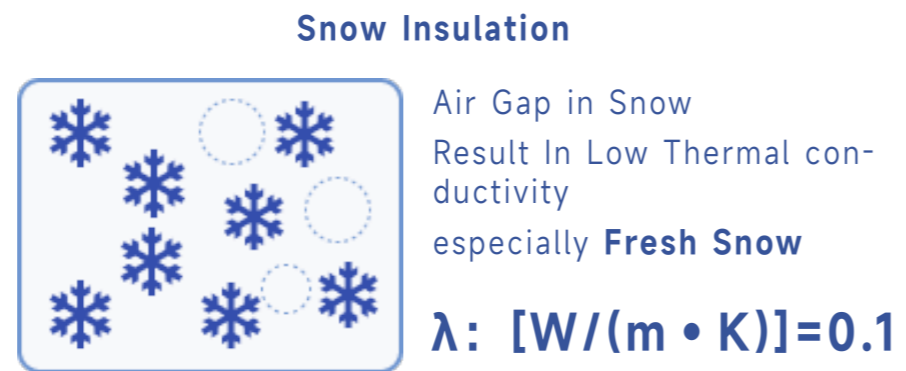 Snow Insulation
Air Gap in Snow
Result In Low Thermal con-
ductivity
especially Fresh Snow
λ: [W/(m • K)]=0.1